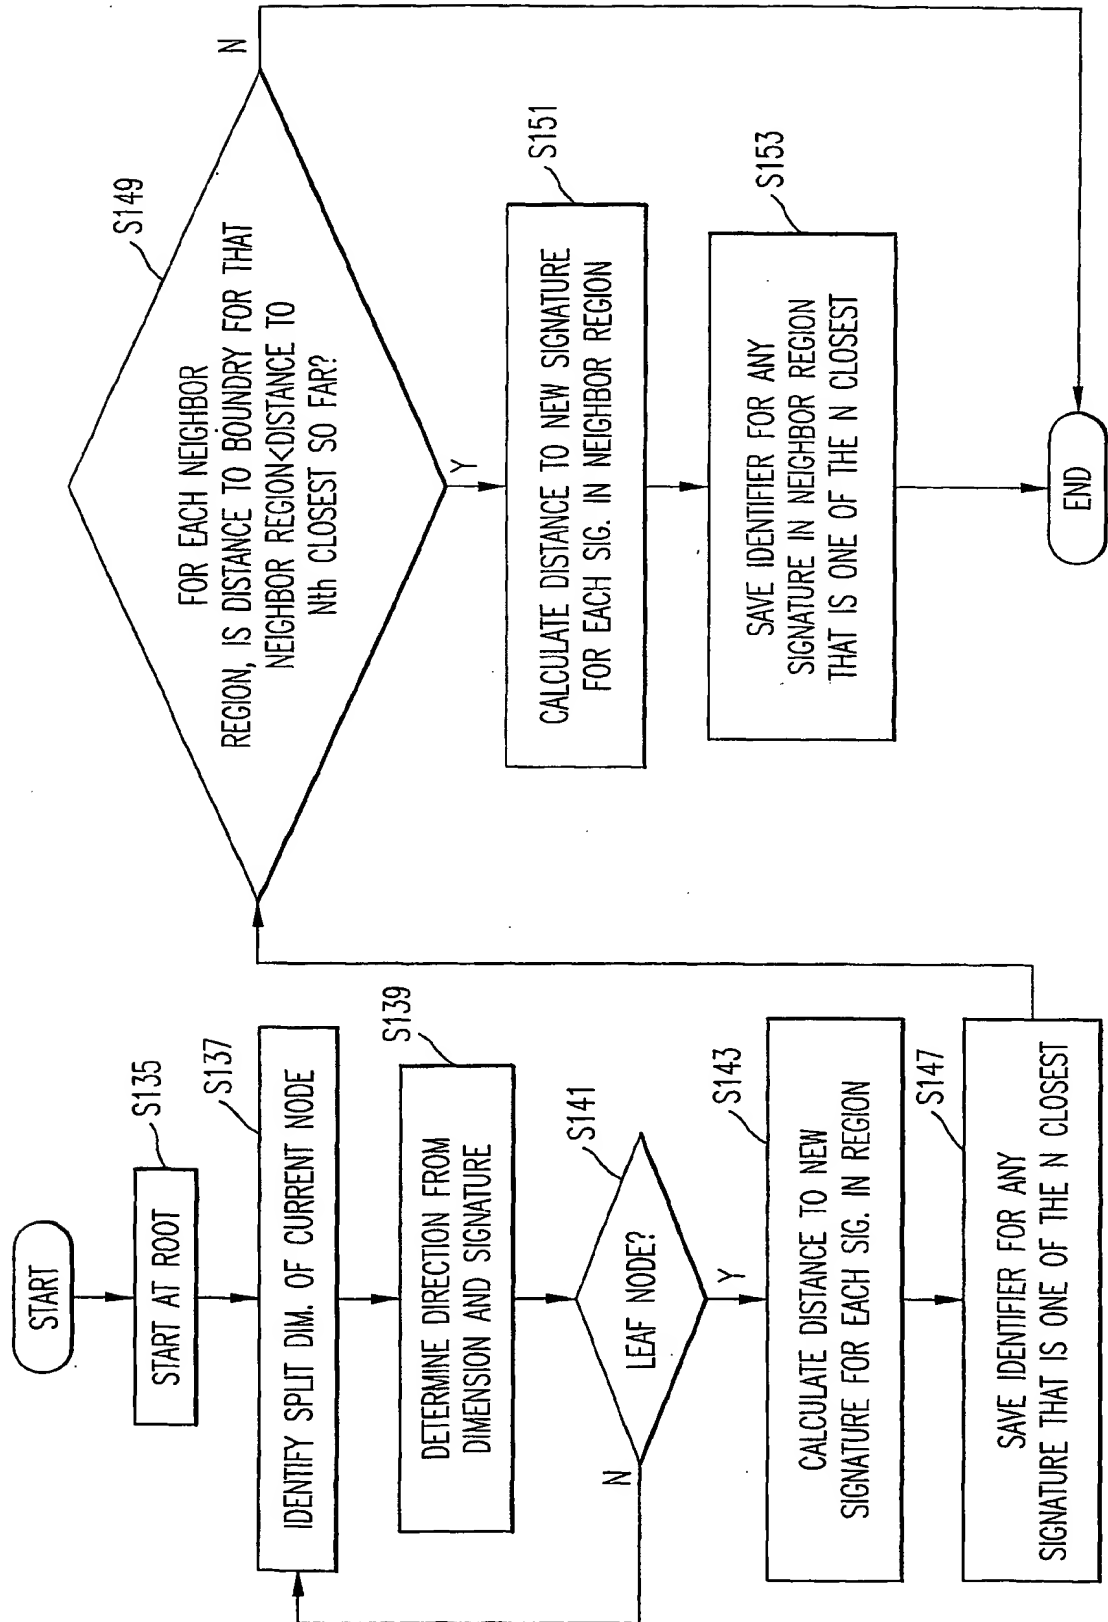 START
START AT ROOT
S135
IDENTIFY SPLIT DIM. OF CURRENT NODE
S137
DETERMINE DIRECTION FROM
DIMENSION AND SIGNATURE
S139
LEAF NODE?
S141
N
Y
CALCULATE DISTANCE TO NEW
SIGNATURE FOR EACH SIG. IN REGION
S143
SAVE IDENTIFIER FOR ANY
SIGNATURE THAT IS ONE OF THE N CLOSEST
S147
FOR EACH NEIGHBOR
REGION, IS DISTANCE TO BOUNDRY FOR THAT
NEIGHBOR REGION<DISTANCE TO
Nth CLOSEST SO FAR?
S149
N
Y
CALCULATE DISTANCE TO NEW SIGNATURE
FOR EACH SIG. IN NEIGHBOR REGION
S151
SAVE IDENTIFIER FOR ANY
SIGNATURE IN NEIGHBOR REGION
THAT IS ONE OF THE N CLOSEST
S153
END